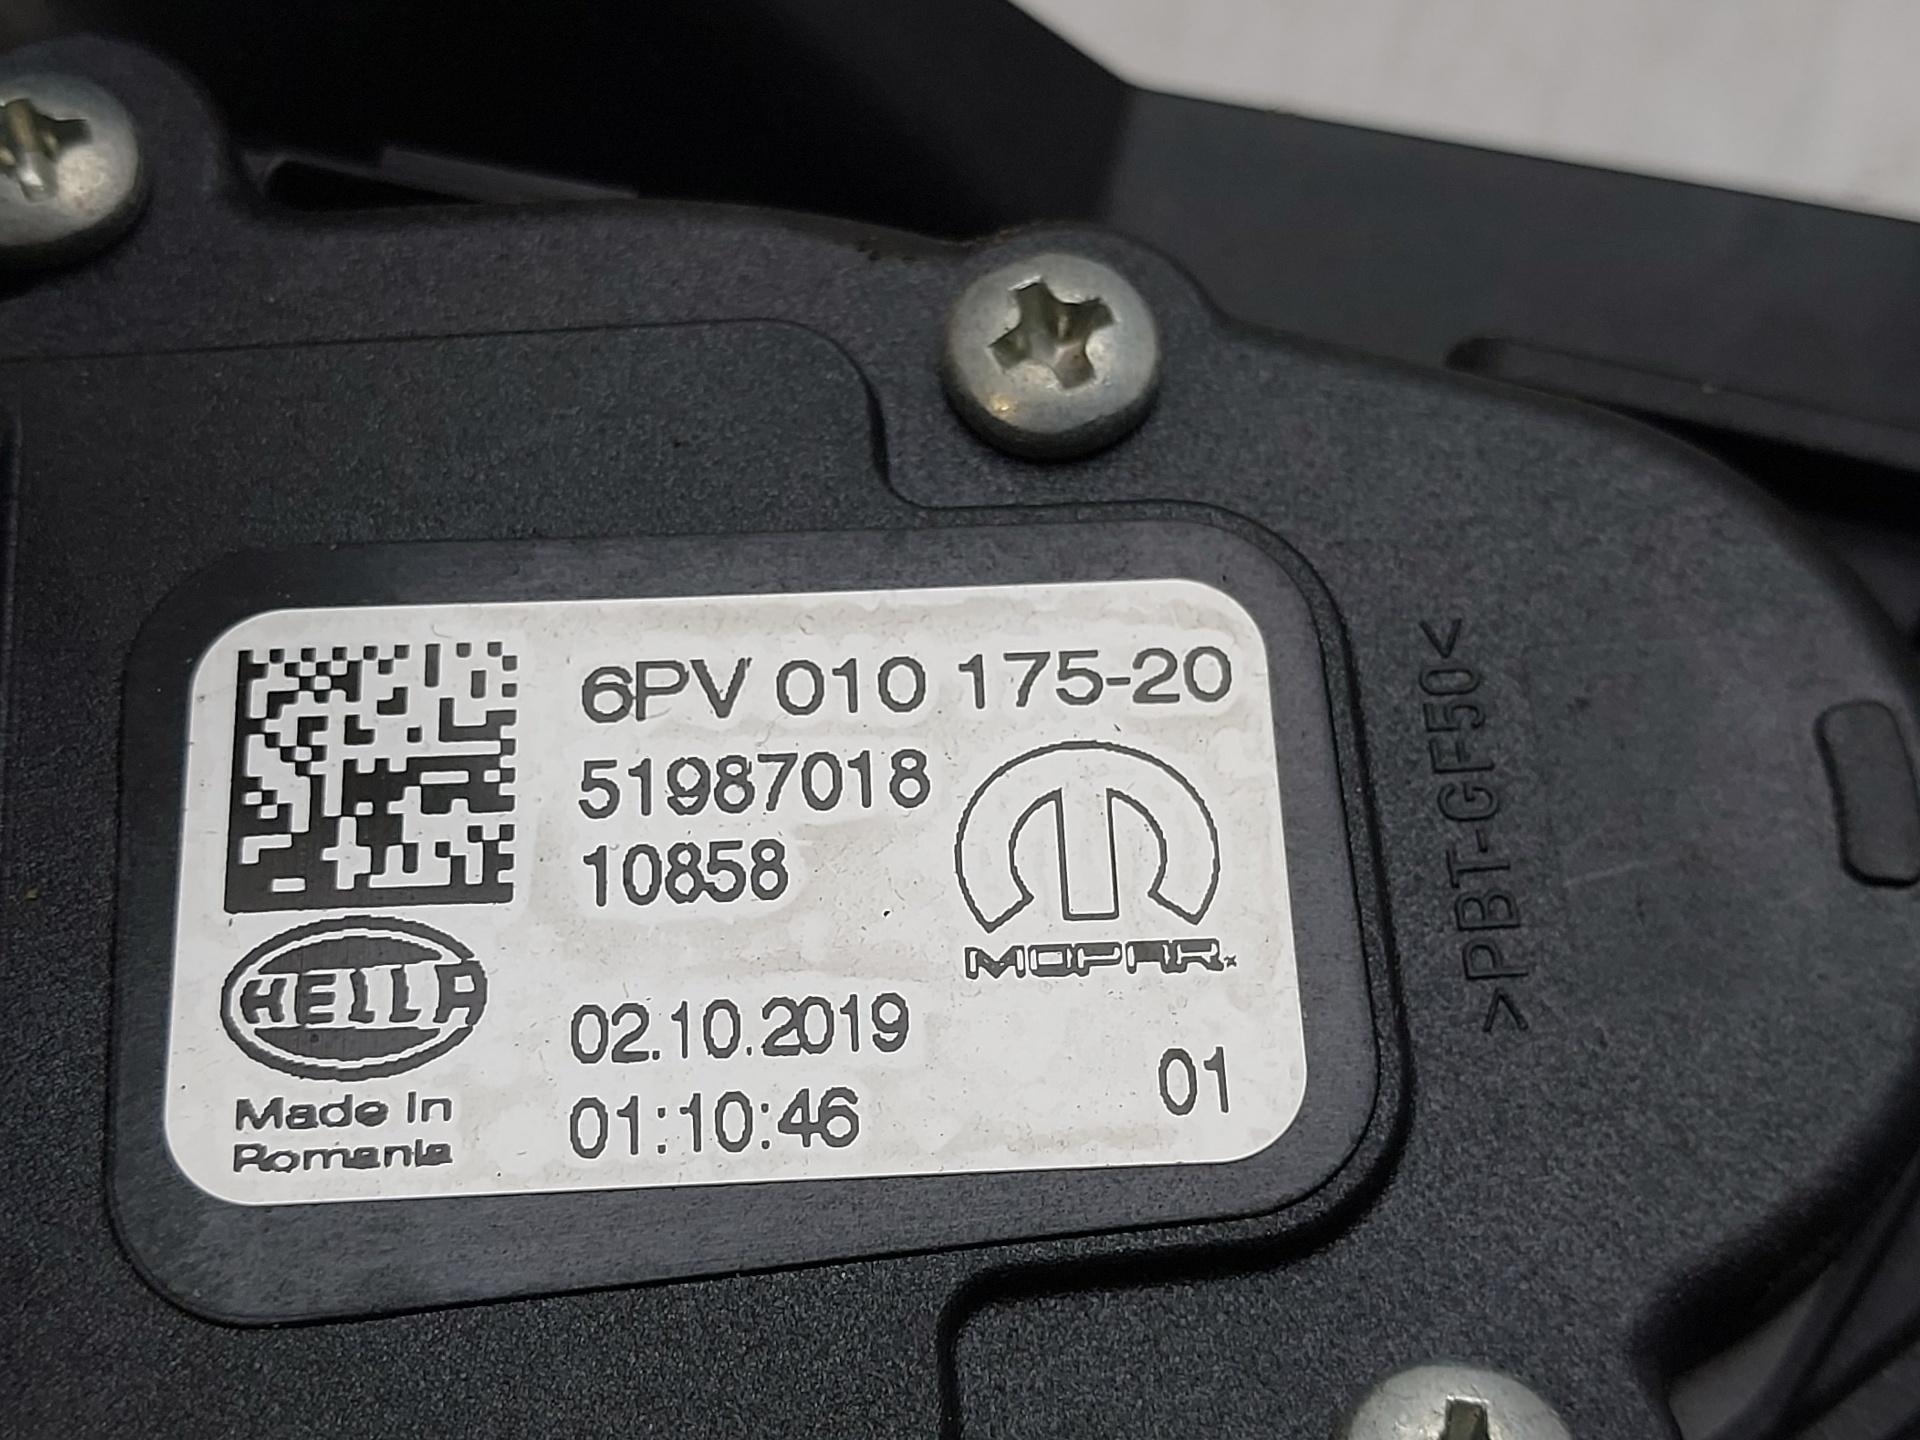 6PV 010 175-20
51987018
10858
MOPAR
HELLA
02.10.2019
01:10:46
01
Made In
Romania
>PBT-GF50<